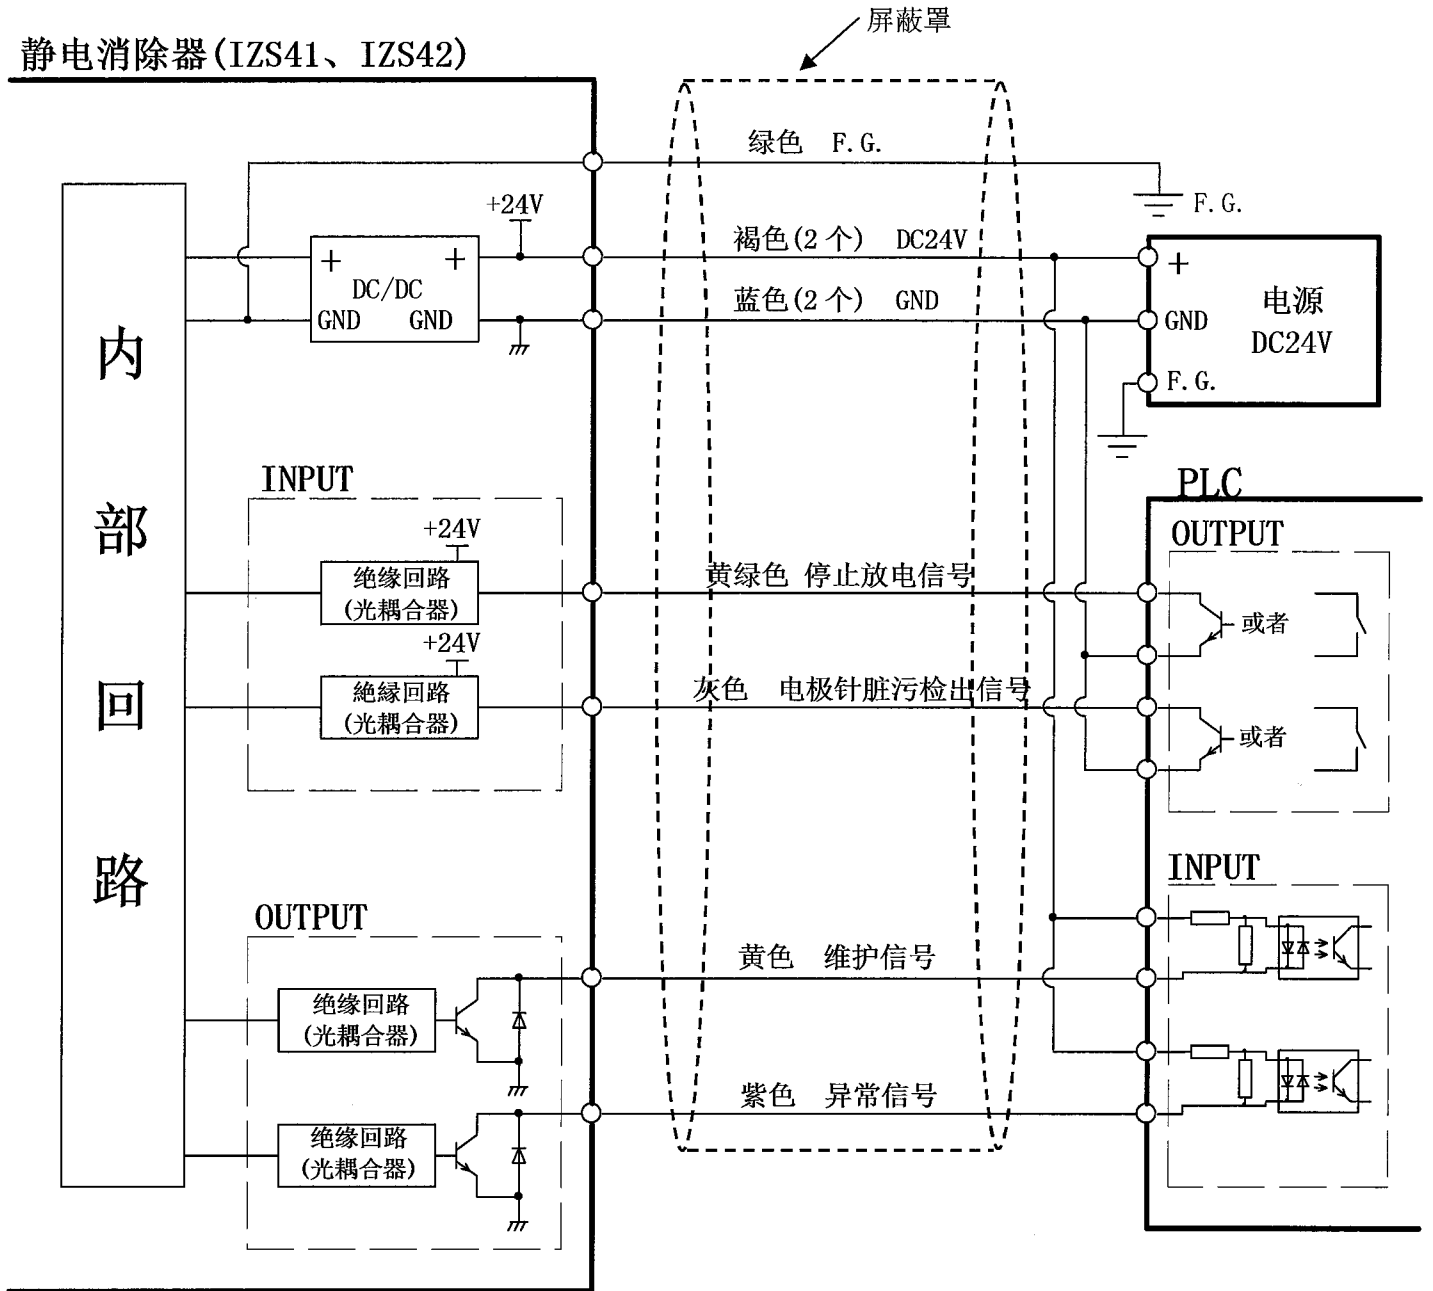 屏蔽罩
静电消除器(IZS41、IZS42)
绿色 F.G.
F.G.
+24V
褐色(2个) DC24V
+ +
DC/DC
GND GND
蓝色(2个) GND
+
GND
F.G.
电源
DC24V
内部回路
INPUT
+24V
绝缘回路
(光耦合器)
+24V
絶縁回路
(光耦合器)
黄绿色 停止放电信号
灰色 电极针脏污检出信号
PLC
OUTPUT
或者
或者
INPUT
OUTPUT
黄色 维护信号
绝缘回路
(光耦合器)
紫色 异常信号
绝缘回路
(光耦合器)